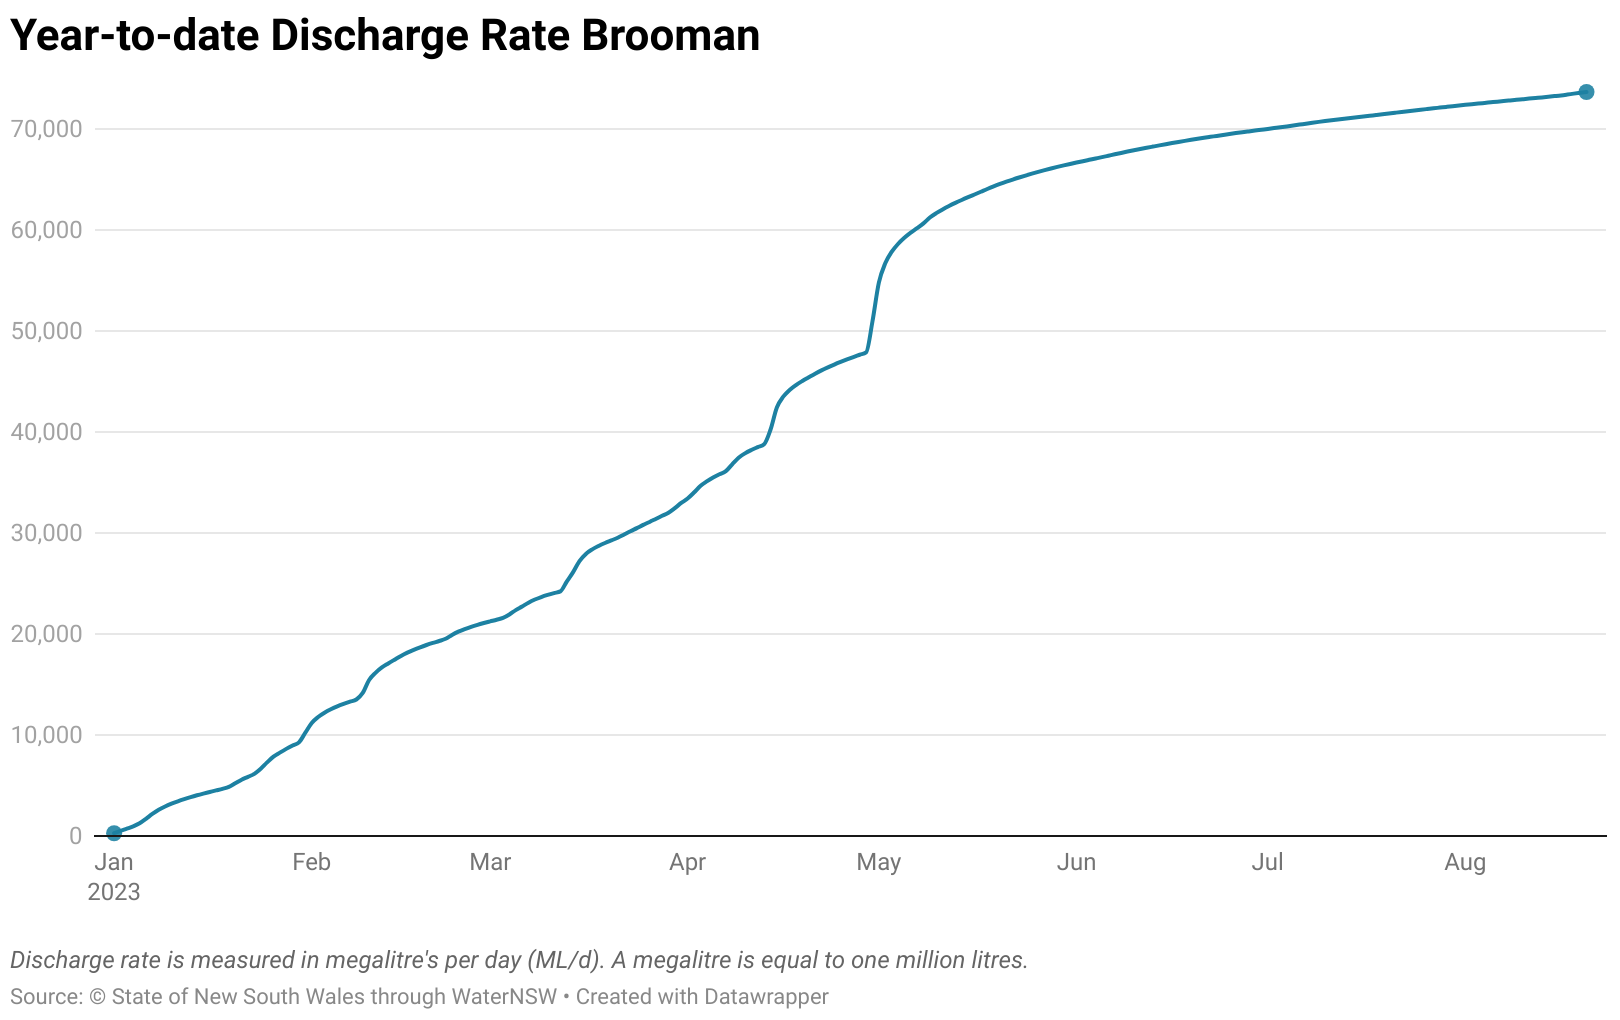 Year-to-date Discharge Rate Brooman
70,000
60,000
50,000
40,000
30,000
20,000
10,000
0
Jan Feb Mar Apr May Jun Jul Aug
2023
Discharge rate is measured in megalitre's per day (ML/d). A megalitre is equal to one million litres.
Source: © State of New South Wales through WaterNSW • Created with Datawrapper